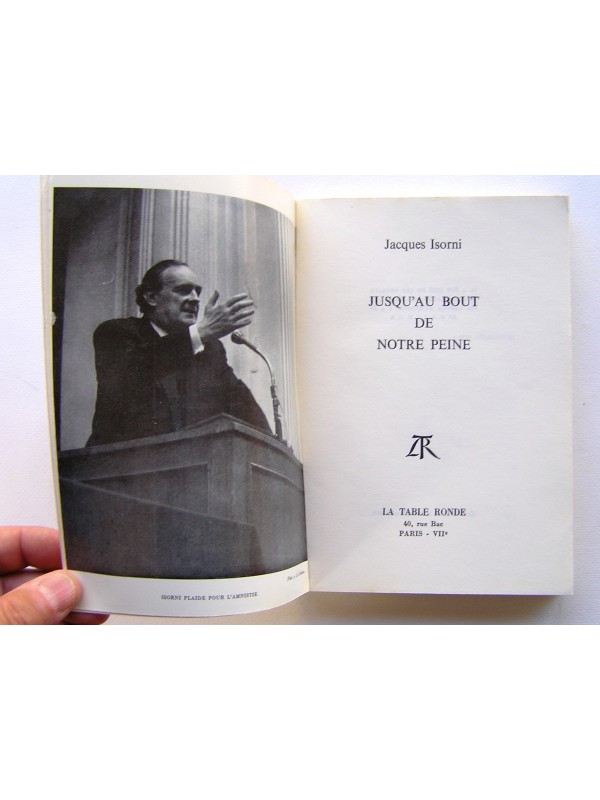 ISORNI PLAIDE POUR L'AMNISTIE
Jacques Isorni
JUSQU'AU BOUT
DE
NOTRE PEINE
LA TABLE RONDE
40, rue Bac
PARIS - VIIe